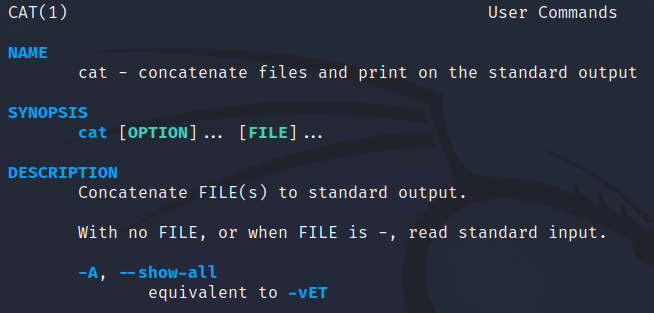 CAT(1) User Commands
NAME
cat - concatenate files and print on the standard output
SYNOPSIS
cat [OPTION]... [FILE]...
DESCRIPTION
Concatenate FILE(s) to standard output.
With no FILE, or when FILE is -, read standard input.
-A, --show-all
equivalent to -vET